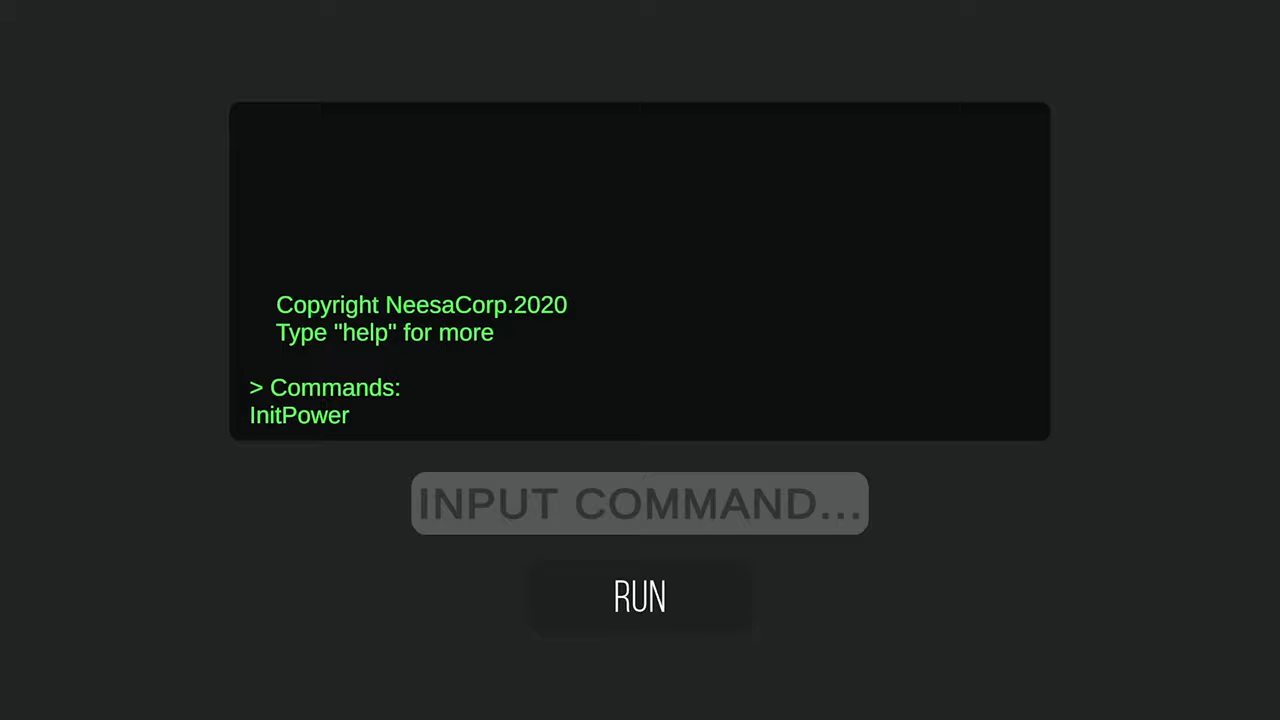 Copyright NeesaCorp.2020
Type "help" for more
> Commands:
InitPower
INPUT COMMAND...
RUN